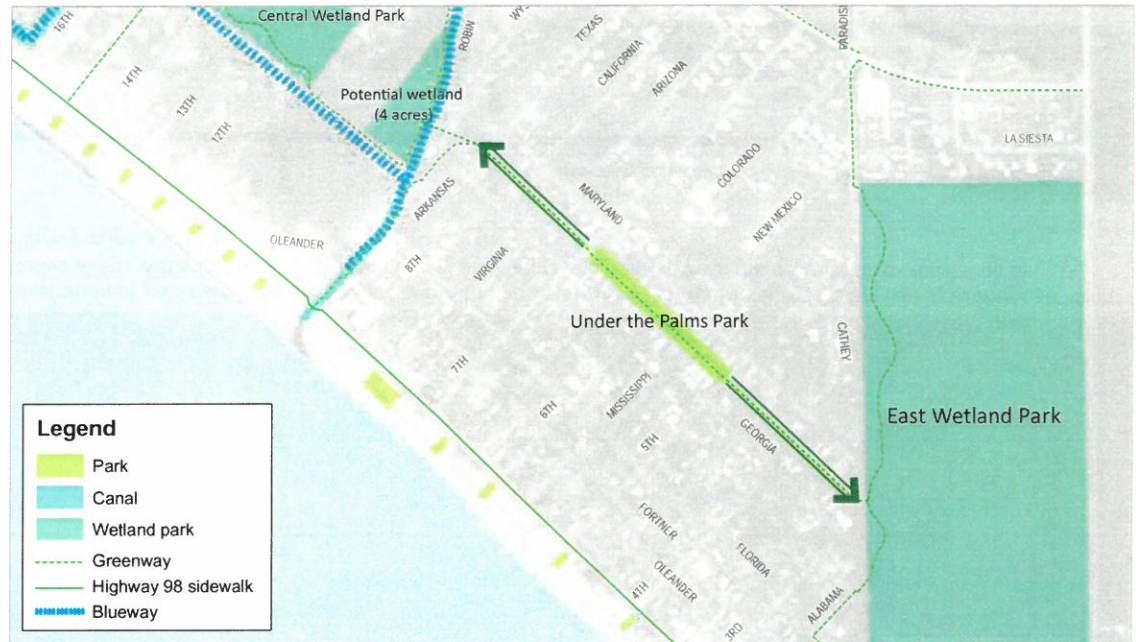 Central Wetland Park
16TH
ROBIN
WY
TEXAS
PARADIS
CALIFORNIA
ARIZONA
14TH
13TH
12TH
Potential wetland
(4 acres)
LA SIESTA
COLORADO
ARKANSAS
MARYLAND
NEW MEXICO
OLEANDER
8TH
VIRGINIA
Under the Palms Park
CATHEY
7TH
6TH
MISSISSIPPI
5TH
GEORGIA
East Wetland Park
FORTNER
FLORIDA
OLEANDER
4TH
3RD
ALABAMA
Legend
Park
Canal
Wetland park
Greenway
Highway 98 sidewalk
Blueway